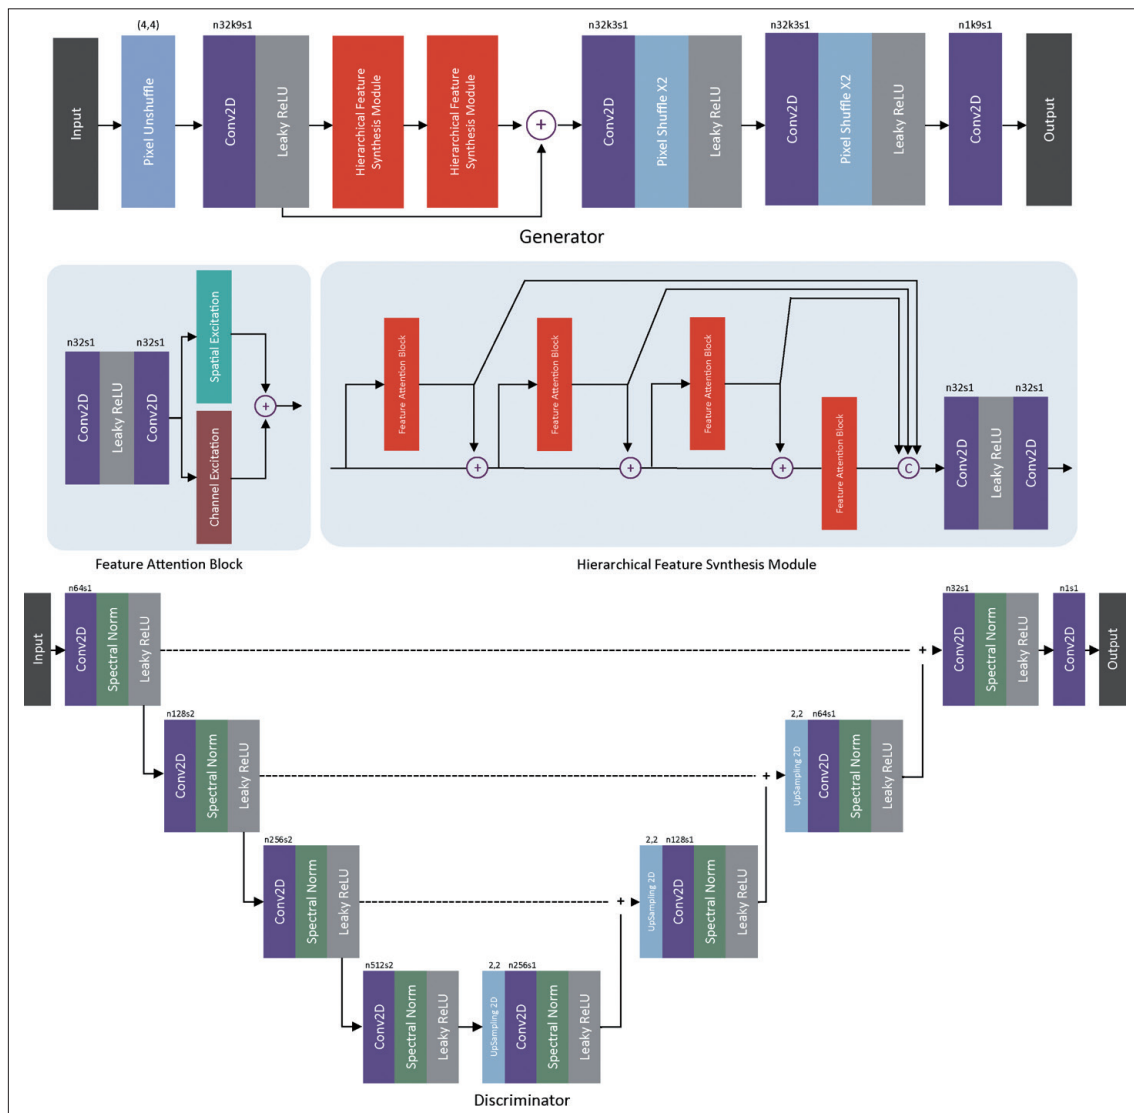 (4,4)
n32k9s1
n32k3s1
n32k3s1
n1k9s1
Input
Pixel Unshuffle
Conv2D
Leaky ReLU
Hierarchical Feature
Synthesis Module
Hierarchical Feature
Synthesis Module
+
Conv2D
Pixel Shuffle X2
Leaky ReLU
Conv2D
Pixel Shuffle X2
Leaky ReLU
Conv2D
Output
Generator
n32s1
n32s1
Conv2D
Leaky ReLU
Conv2D
Spatial Excitation
Channel Excitation
+
Feature Attention Block
Feature Attention Block
+
Feature Attention Block
+
Feature Attention Block
+
Feature Attention Block
C
n32s1
n32s1
Conv2D
Leaky ReLU
Conv2D
Hierarchical Feature Synthesis Module
Input
n64s1
Conv2D
Spectral Norm
Leaky ReLU
+
n32s1
Conv2D
Spectral Norm
Leaky ReLU
n1s1
Conv2D
Output
n128s2
Conv2D
Spectral Norm
Leaky ReLU
+
2,2
n64s1
UpSampling 2D
Conv2D
Spectral Norm
Leaky ReLU
n256s2
Conv2D
Spectral Norm
Leaky ReLU
+
2,2
n128s1
UpSampling 2D
Conv2D
Spectral Norm
Leaky ReLU
n512s2
Conv2D
Spectral Norm
Leaky ReLU
2,2
n256s1
UpSampling 2D
Conv2D
Spectral Norm
Leaky ReLU
Discriminator